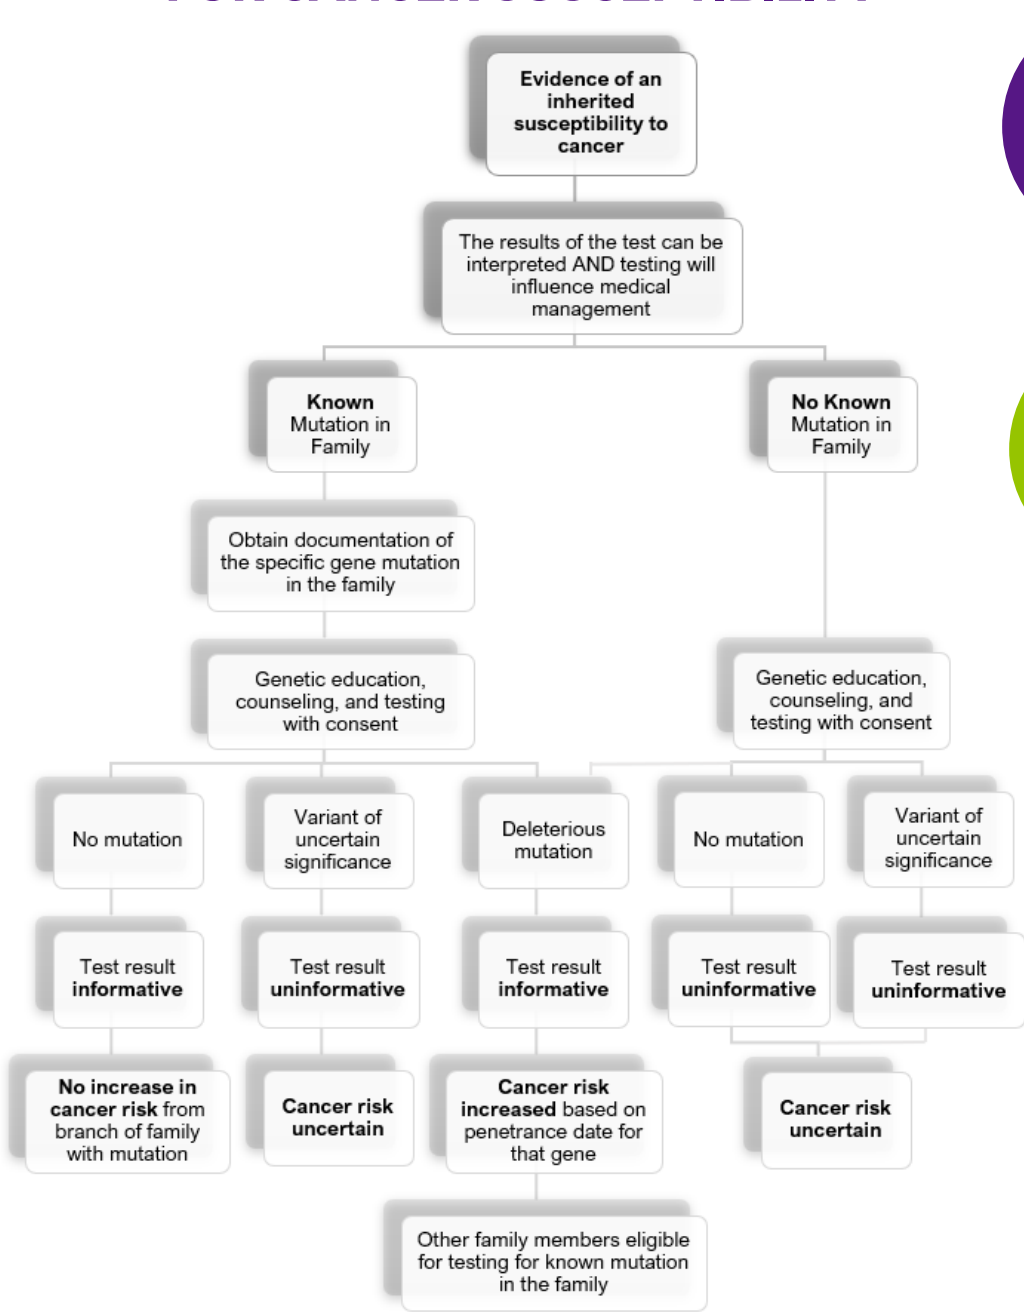 Evidence of an
inherited
susceptibility to
cancer
The results of the test can be
interpreted AND testing will
influence medical
management
Known
Mutation in
Family
No Known
Mutation in
Family
Obtain documentation of
the specific gene mutation
in the family
Genetic education,
counseling, and testing
with consent
Genetic education,
counseling, and
testing with consent
No mutation
Variant of
uncertain
significance
Deleterious
mutation
No mutation
Variant of
uncertain
significance
Test result
informative
Test result
uninformative
Test result
informative
Test result
uninformative
Test result
uninformative
No increase in
cancer risk from
branch of family
with mutation
Cancer risk
uncertain
Cancer risk
increased based on
penetrance date for
that gene
Cancer risk
uncertain
Other family members eligible
for testing for known mutation
in the family